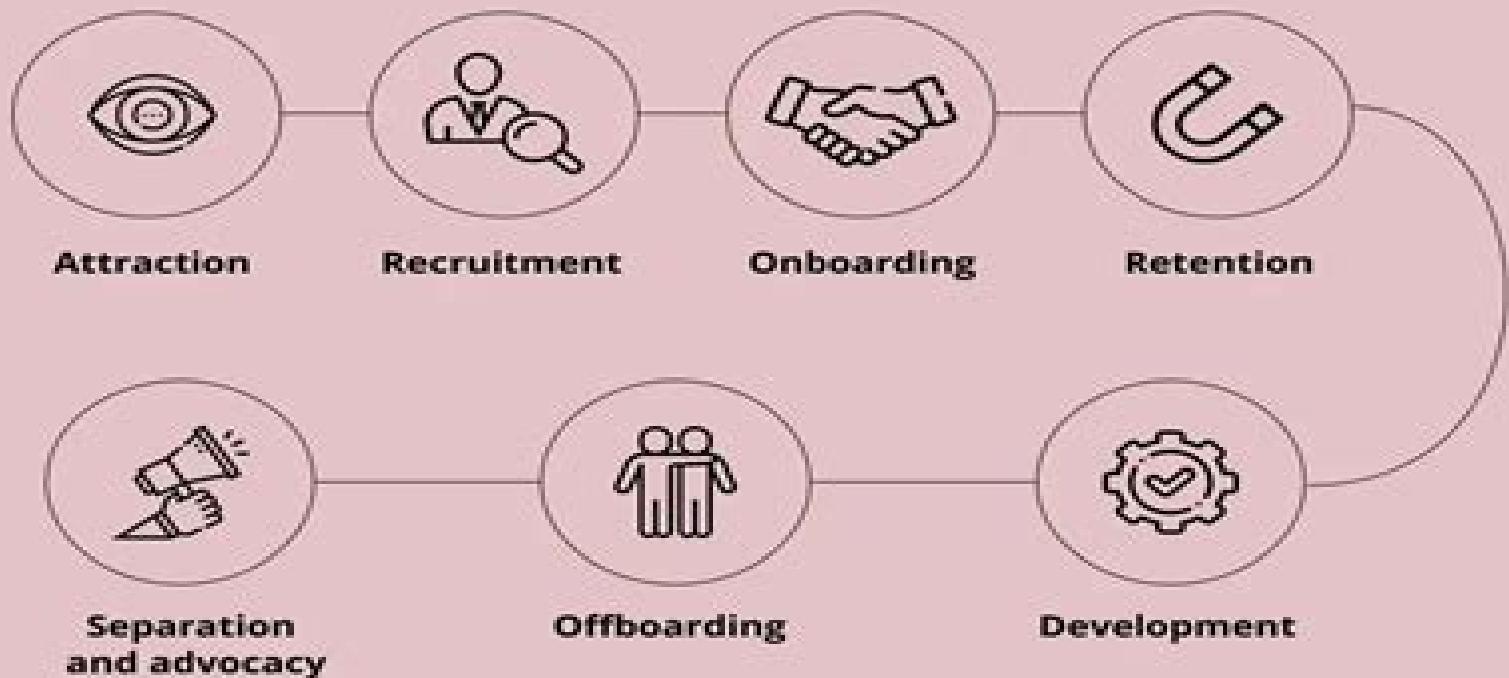 Attraction
Recruitment
Onboarding
Retention
Development
Offboarding
Separation
and advocacy